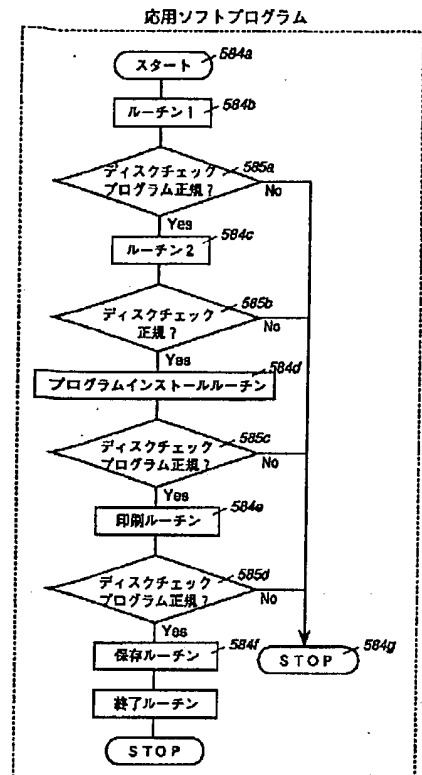 応用ソフトプログラム
スタート
584a
ルーチン1
584b
ディスクチェック
プログラム正規?
585a
No
Yes
ルーチン2
584c
ディスクチェック
正規?
585b
No
Yes
プログラムインストールルーチン
584d
ディスクチェック
プログラム正規?
585c
No
Yes
印刷ルーチン
584e
ディスクチェック
プログラム正規?
585d
No
Yes
保存ルーチン
584f
STOP
584g
終了ルーチン
STOP